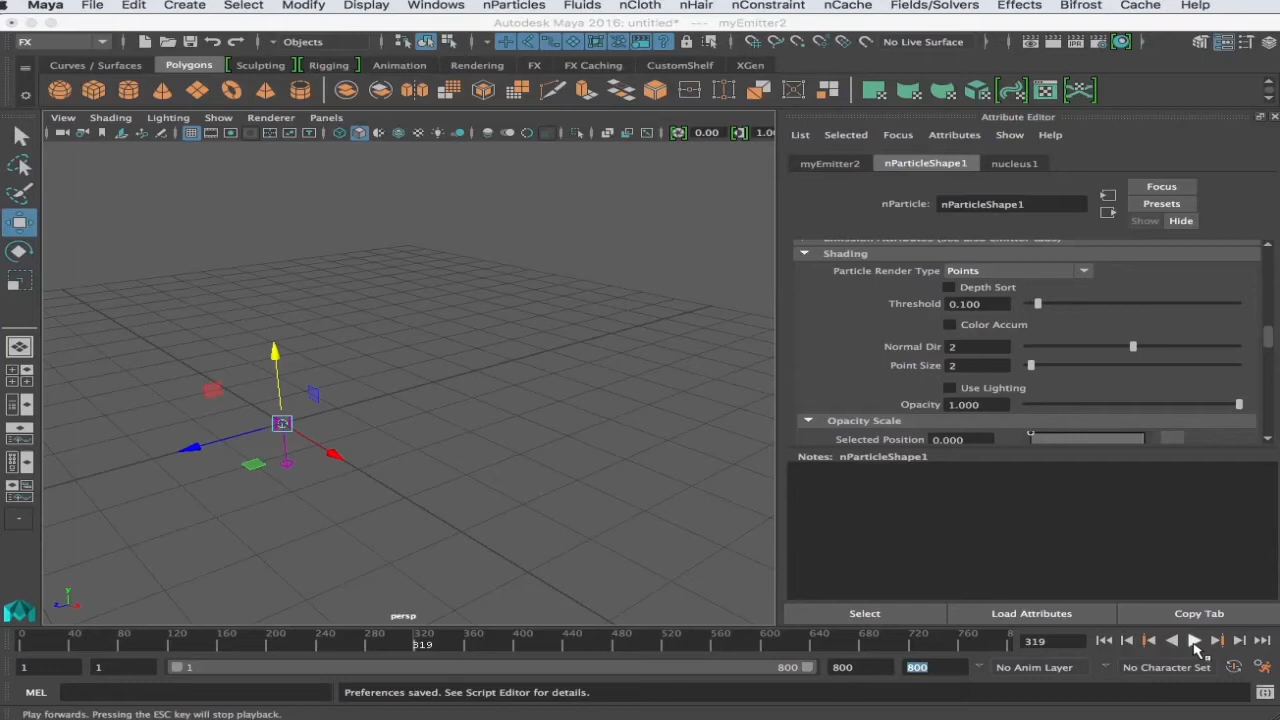 Maya File Edit Create Select Modify Display Windows nParticles Fluids nCloth nHair nConstraint nCache Fields/Solvers Effects Bifrost Cache Help
Autodesk Maya 2016: untitled* --- myEmitter2
FX Objects No Live Surface
Curves / Surfaces Polygons Sculpting Rigging Animation Rendering FX FX Caching CustomShelf XGen
View Shading Lighting Show Renderer Panels
0.00 1.0
Attribute Editor
List Selected Focus Attributes Show Help
myEmitter2 nParticleShape1 nucleus1
Focus
nParticle: nParticleShape1 Presets
Show Hide
Emission Attributes (see also emitter tabs)
Shading
Particle Render Type Points
Depth Sort
Threshold 0.100
Color Accum
Normal Dir 2
Point Size 2
Use Lighting
Opacity 1.000
Opacity Scale
Selected Position 0.000
Notes: nParticleShape1
y
z x
persp
Select Load Attributes Copy Tab
0 40 80 120 160 200 240 280 320 360 400 440 480 520 560 600 640 680 720 760 80
319 319
1 1 1 800 800 800 No Anim Layer No Character Set
MEL Preferences saved. See Script Editor for details.
Play forwards. Pressing the ESC key will stop playback.